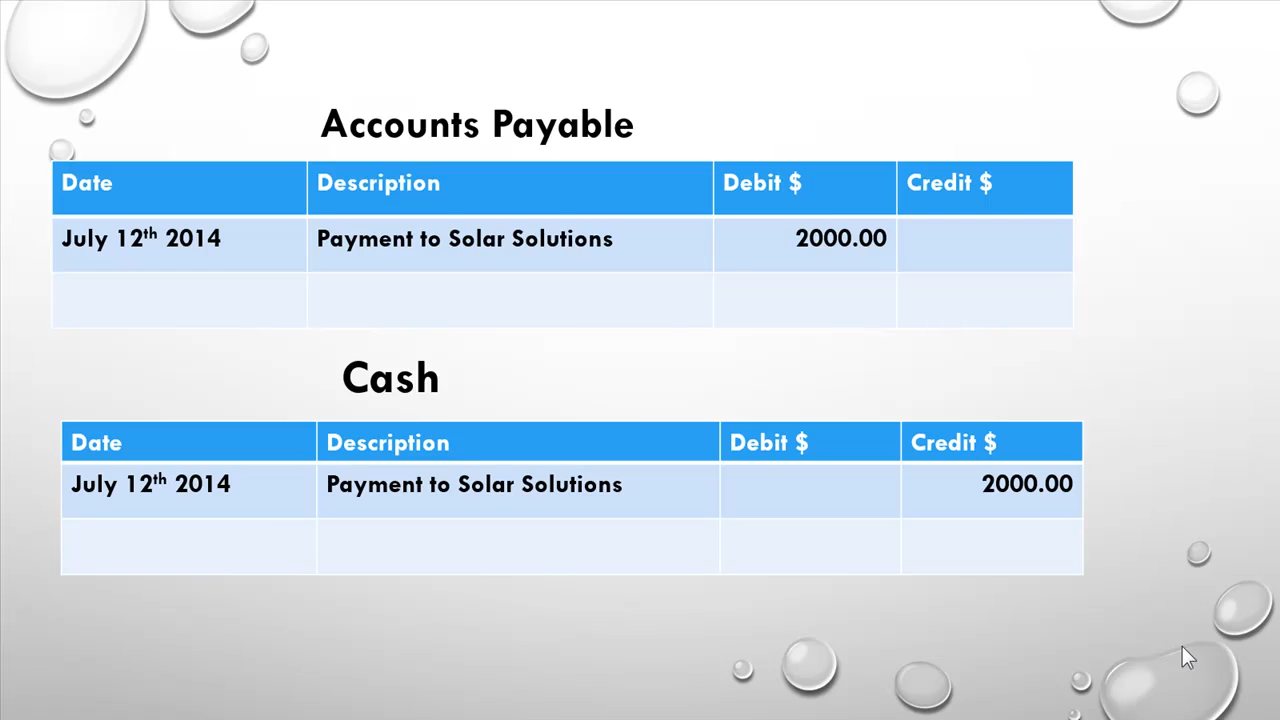 Accounts Payable
Date Description Debit $ Credit $
July 12th 2014 Payment to Solar Solutions 2000.00
Cash
Date Description Debit $ Credit $
July 12th 2014 Payment to Solar Solutions 2000.00